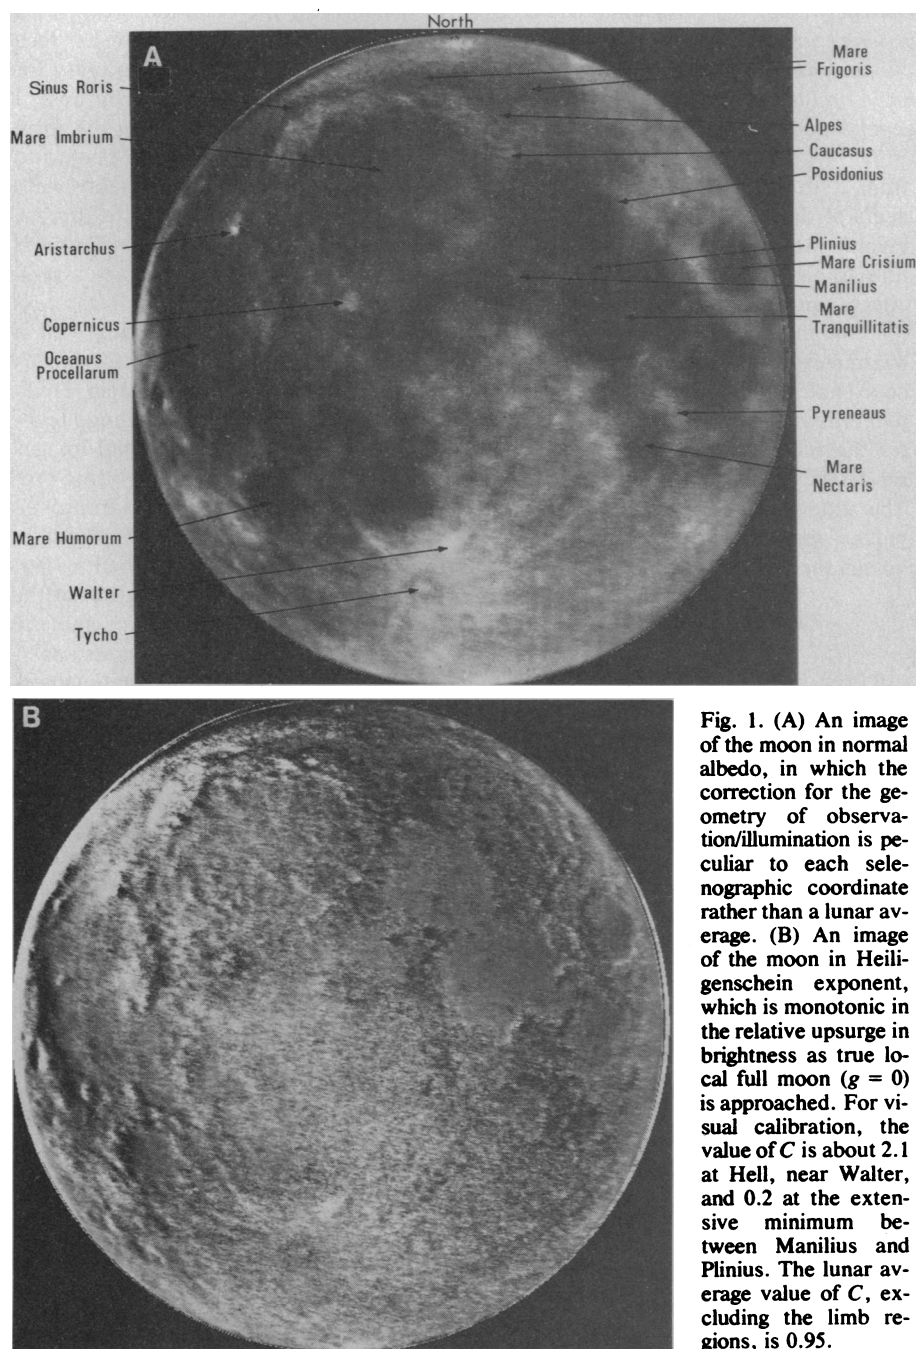 North
A
Sinus Roris
Mare Imbrium
Aristarchus
Copernicus
Oceanus
Procellarum
Mare Humorum
Walter
Tycho
Mare
Frigoris
Alpes
Caucasus
Posidonius
Plinius
Mare Crisium
Manilius
Mare
Tranquillitatis
Pyreneaus
Mare
Nectaris
B
Fig. 1. (A) An image
of the moon in normal
albedo, in which the
correction for the ge-
ometry of observa-
tion/illumination is pe-
culiar to each sele-
nographic coordinate
rather than a lunar av-
erage. (B) An image
of the moon in Heili-
genschein exponent,
which is monotonic in
the relative upsurge in
brightness as true lo-
cal full moon (g = 0)
is approached. For vi-
sual calibration, the
value of C is about 2.1
at Hell, near Walter,
and 0.2 at the exten-
sive minimum be-
tween Manilius and
Plinius. The lunar av-
erage value of C, ex-
cluding the limb re-
gions, is 0.95.